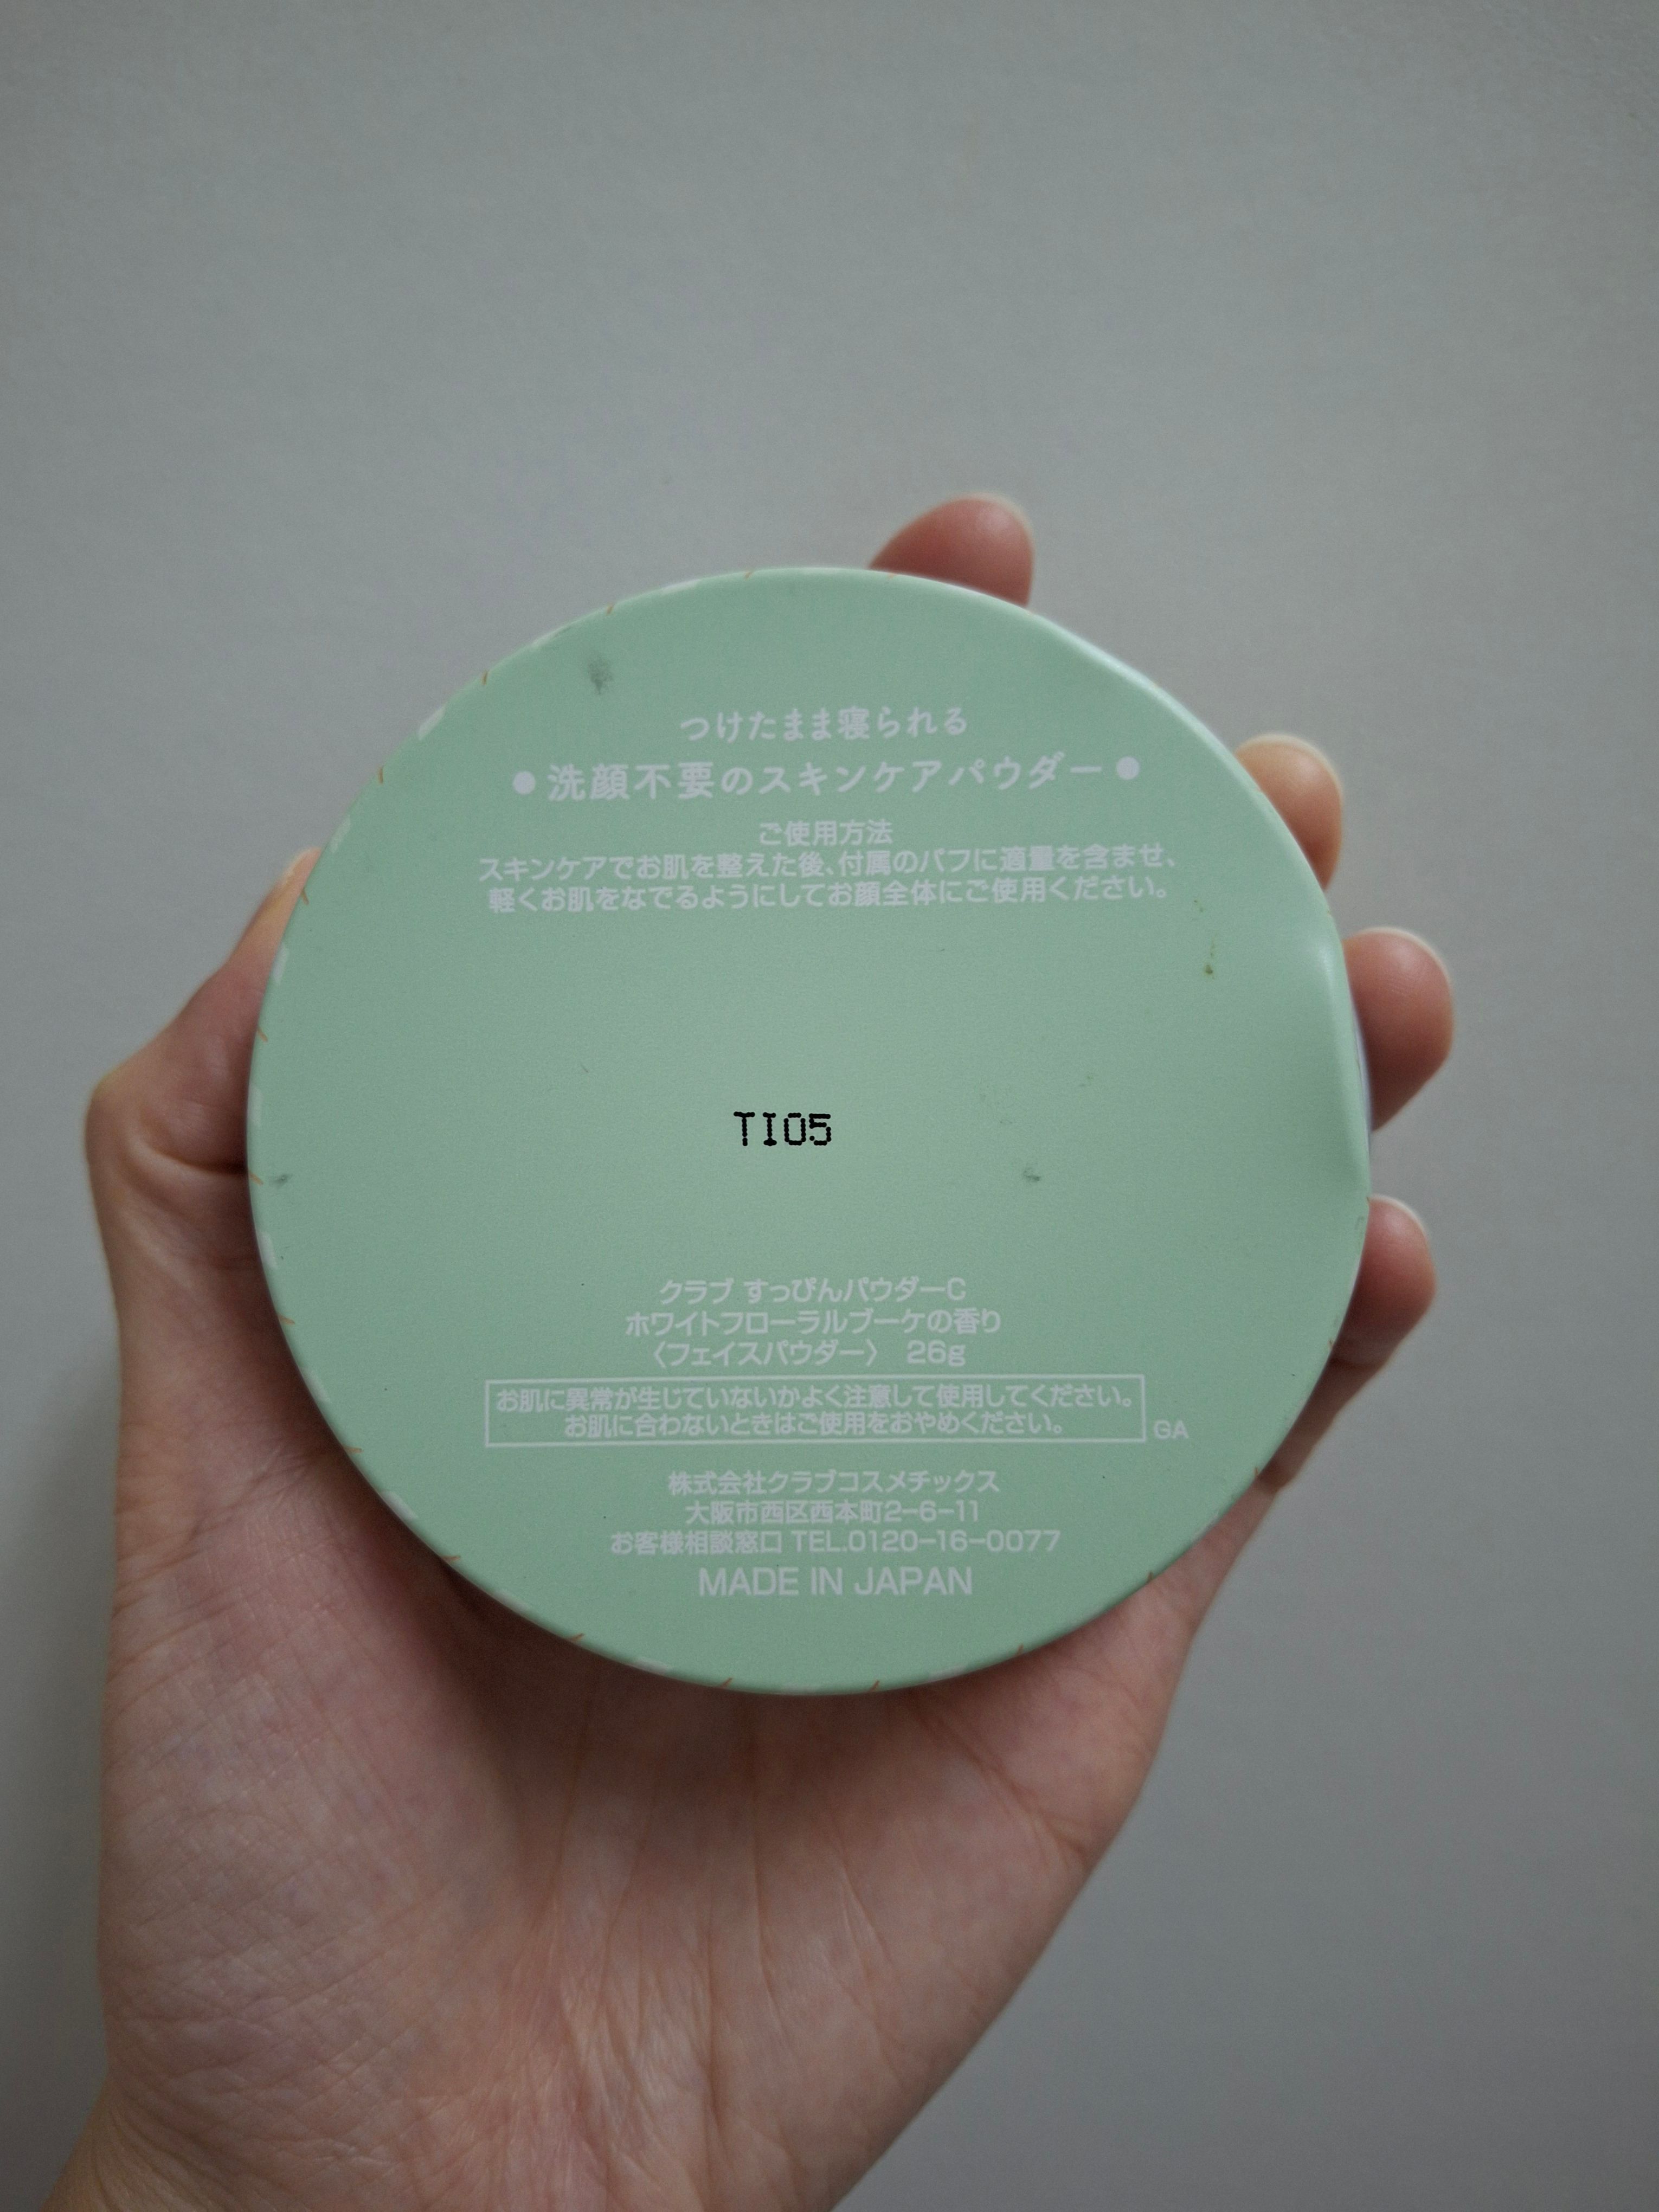 つけたまま寝られる
●洗顔不要のスキンケアパウダー●
ご使用方法
スキンケアでお肌を整えた後、付属のパフに適量を含ませ、
軽くお肌をなでるようにしてお顔全体にご使用ください。
TI05
クラブ すっぴんパウダーC
ホワイトフローラルブーケの香り
〈フェイスパウダー〉 26g
お肌に異常が生じていないかよく注意して使用してください。
お肌に合わないときはご使用をおやめください。
GA
株式会社クラブコスメチックス
大阪市西区西本町2-6-11
お客様相談窓口 TEL.0120-16-0077
MADE IN JAPAN